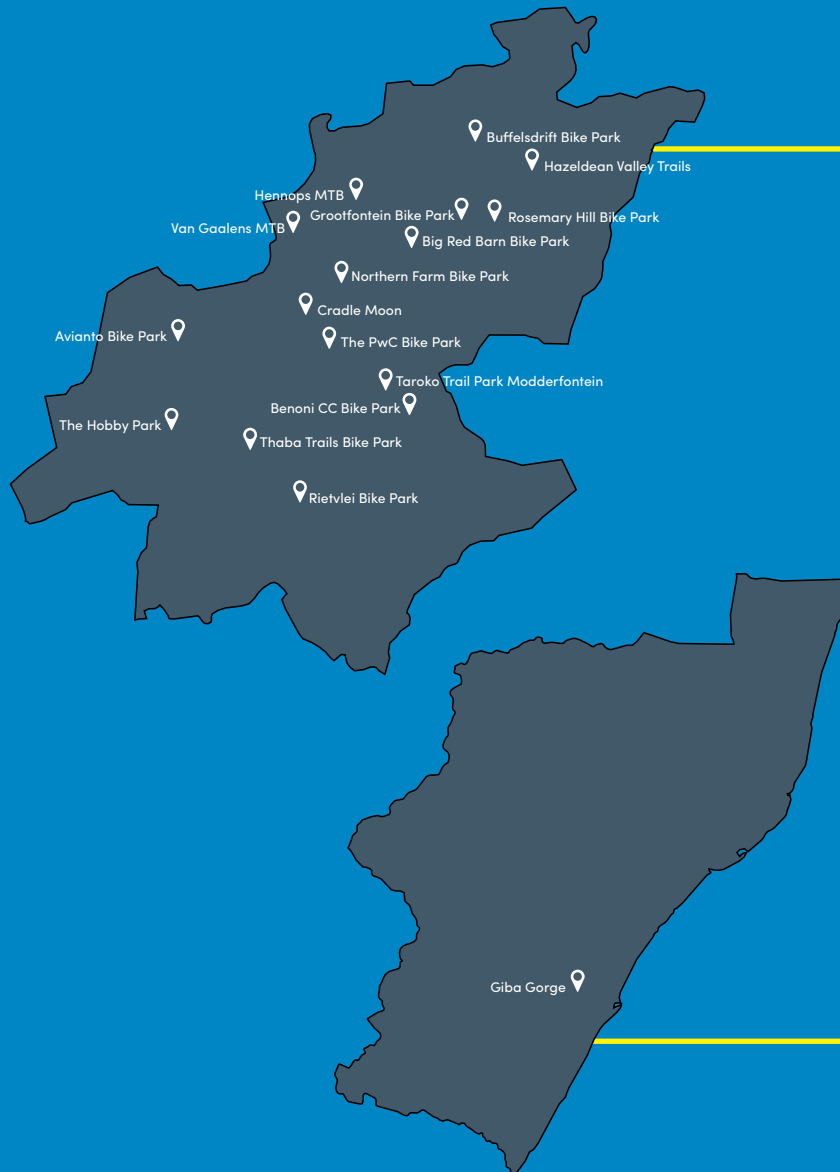 Buffelsdrift Bike Park
Hazeldean Valley Trails
Hennops MTB
Grootfontein Bike Park
Rosemary Hill Bike Park
Van Gaalens MTB
Big Red Barn Bike Park
Northern Farm Bike Park
Cradle Moon
Avianto Bike Park
The PwC Bike Park
Taroko Trail Park Modderfontein
Benoni CC Bike Park
The Hobby Park
Thaba Trails Bike Park
Rietvlei Bike Park
Giba Gorge